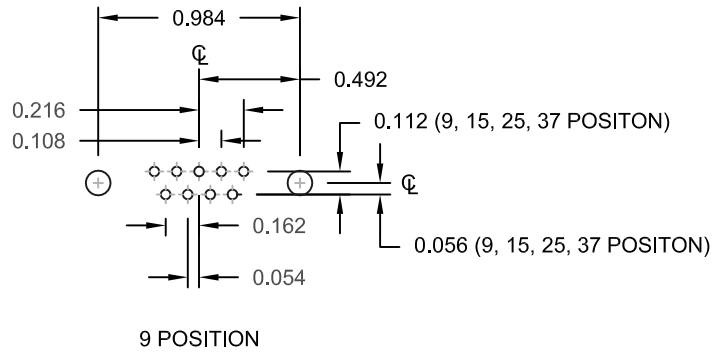 0.984
℄
0.492
0.216
0.112 (9, 15, 25, 37 POSITON)
0.108
℄
0.162
0.056 (9, 15, 25, 37 POSITON)
0.054
9 POSITION